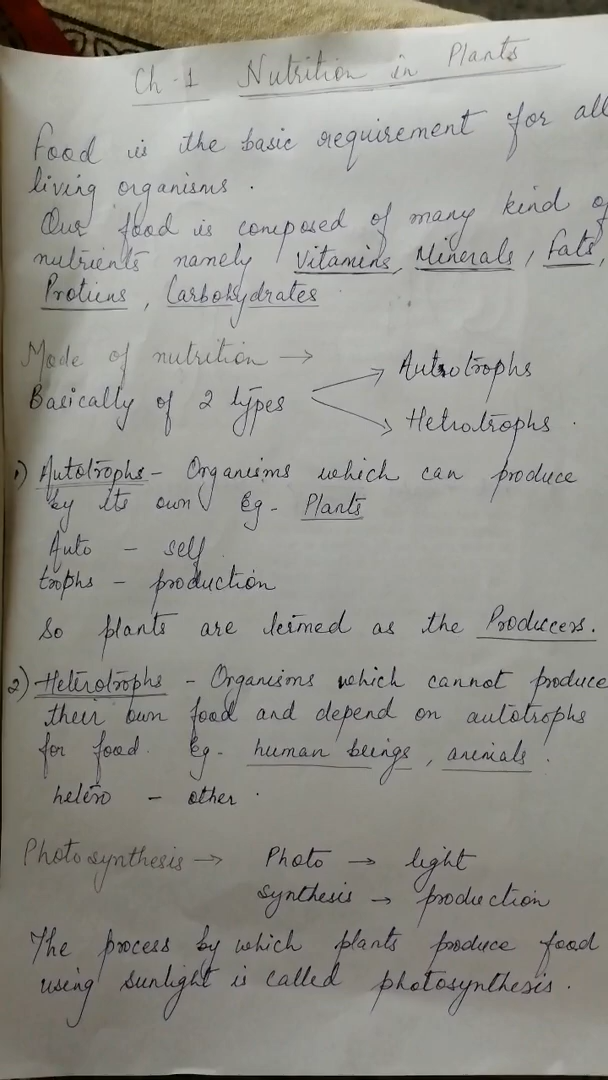 Ch-1 Nutrition in Plants
Food is the basic requirement for all
living organisms.
Our food is composed of many kind of
nutrients namely Vitamins, Minerals, Fats,
Protiens, Carbohydrates
Mode of nutrition →
Autrotrophs
Basically of 2 types
Hetrotrophs.
1) Autotrophs - Organisms which can produce
by its own Eg - Plants
Auto - self
trophs - production
So plants are termed as the Producers.
2) Heterotrophs - Organisms which cannot produce
their own food and depend on autotrophs
for food. Eg - human beings, animals.
hetero - other.
Photosynthesis → Photo → light
synthesis → production
The process by which plants produce food
using sunlight is called photosynthesis.